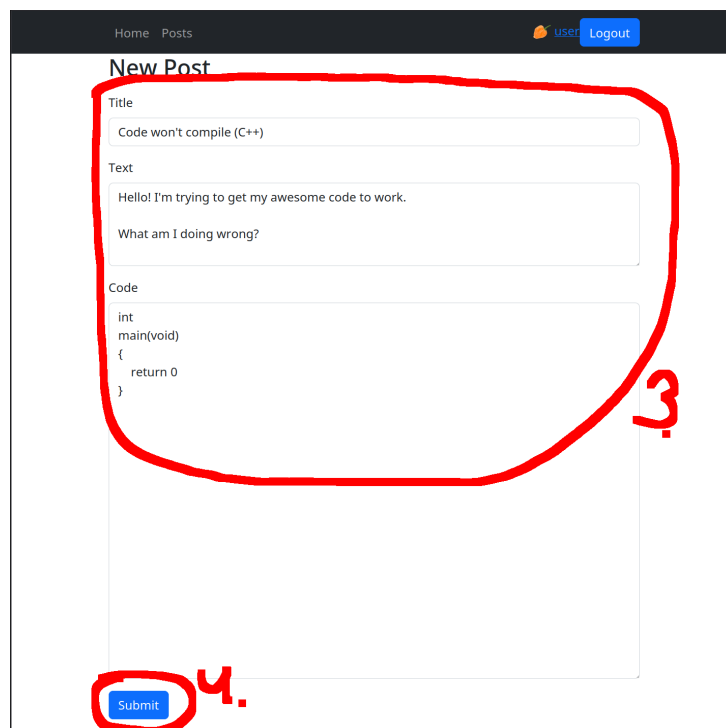 Home Posts user Logout
New Post
Title
Code won't compile (C++)
Text
Hello! I'm trying to get my awesome code to work.
What am I doing wrong?
Code
int
main(void)
{
return 0
}
3.
Submit 4.